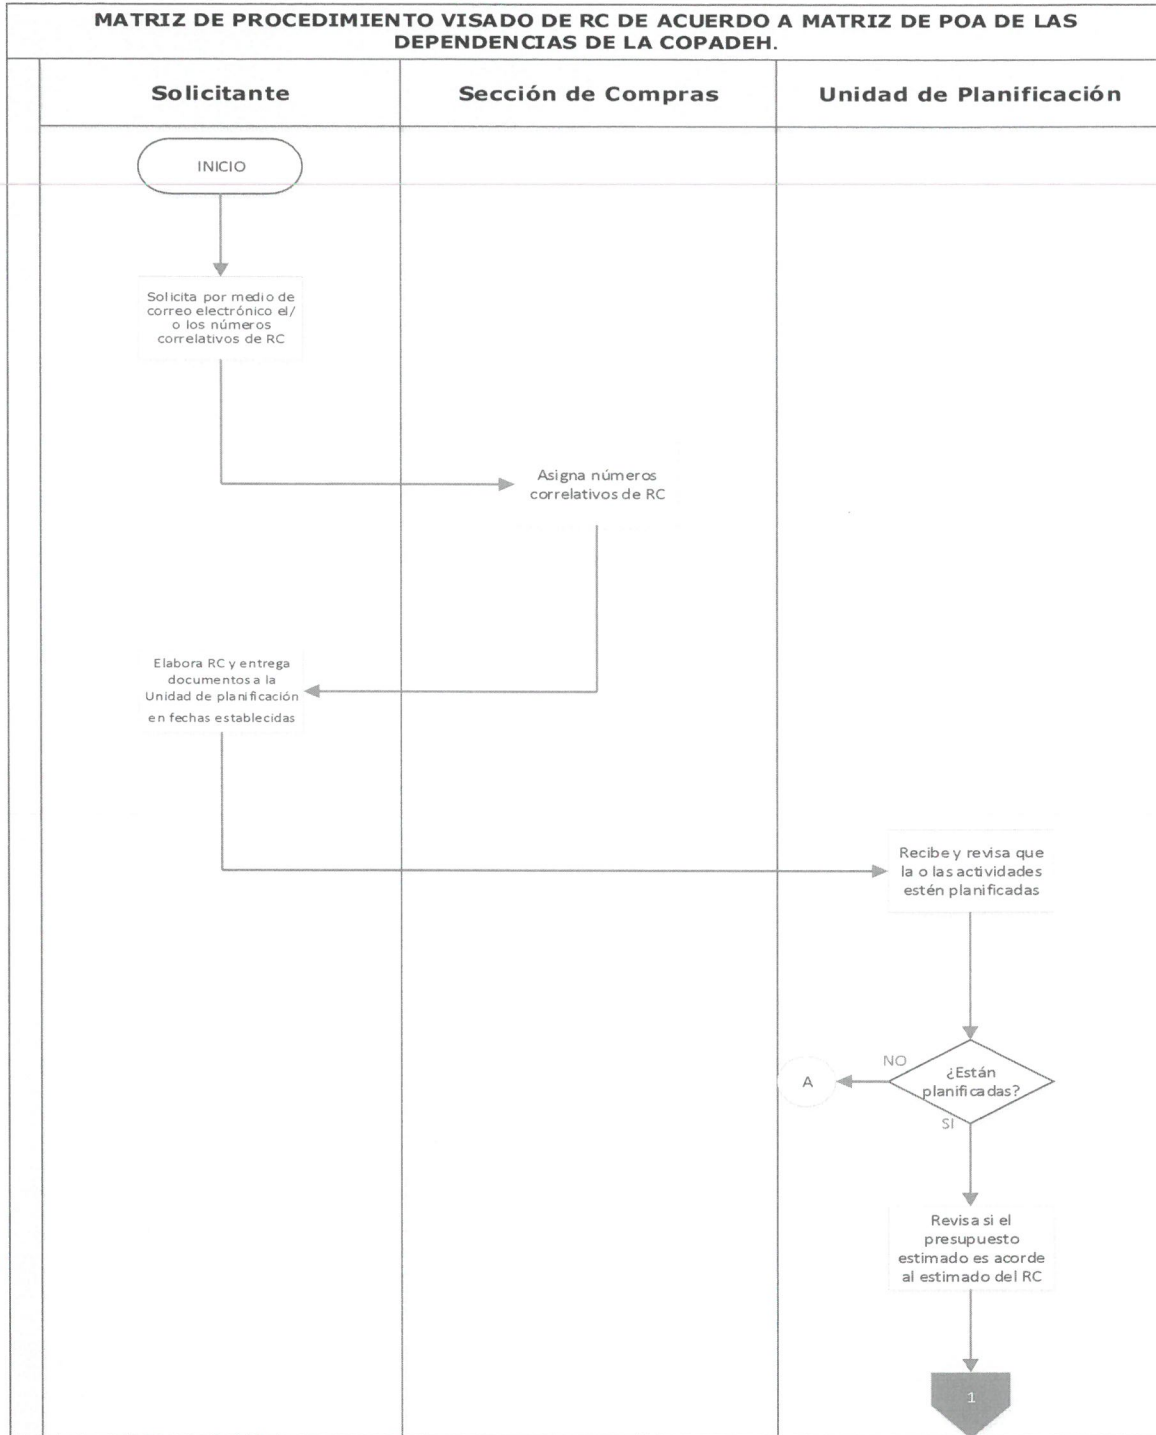 MATRIZ DE PROCEDIMIENTO VISADO DE RC DE ACUERDO A MATRIZ DE POA DE LAS
DEPENDENCIAS DE LA COPADEH.
Solicitante
Sección de Compras
Unidad de Planificación
INICIO
Solicita por medio de
correo electrónico el/
o los números
correlativos de RC
Asigna números
correlativos de RC
Elabora RC y entrega
documentos a la
Unidad de planificación
en fechas establecidas
Recibe y revisa que
la o las actividades
estén planificadas
¿Están
planificadas?
NO
A
SI
Revisa si el
presupuesto
estimado es acorde
al estimado del RC
1